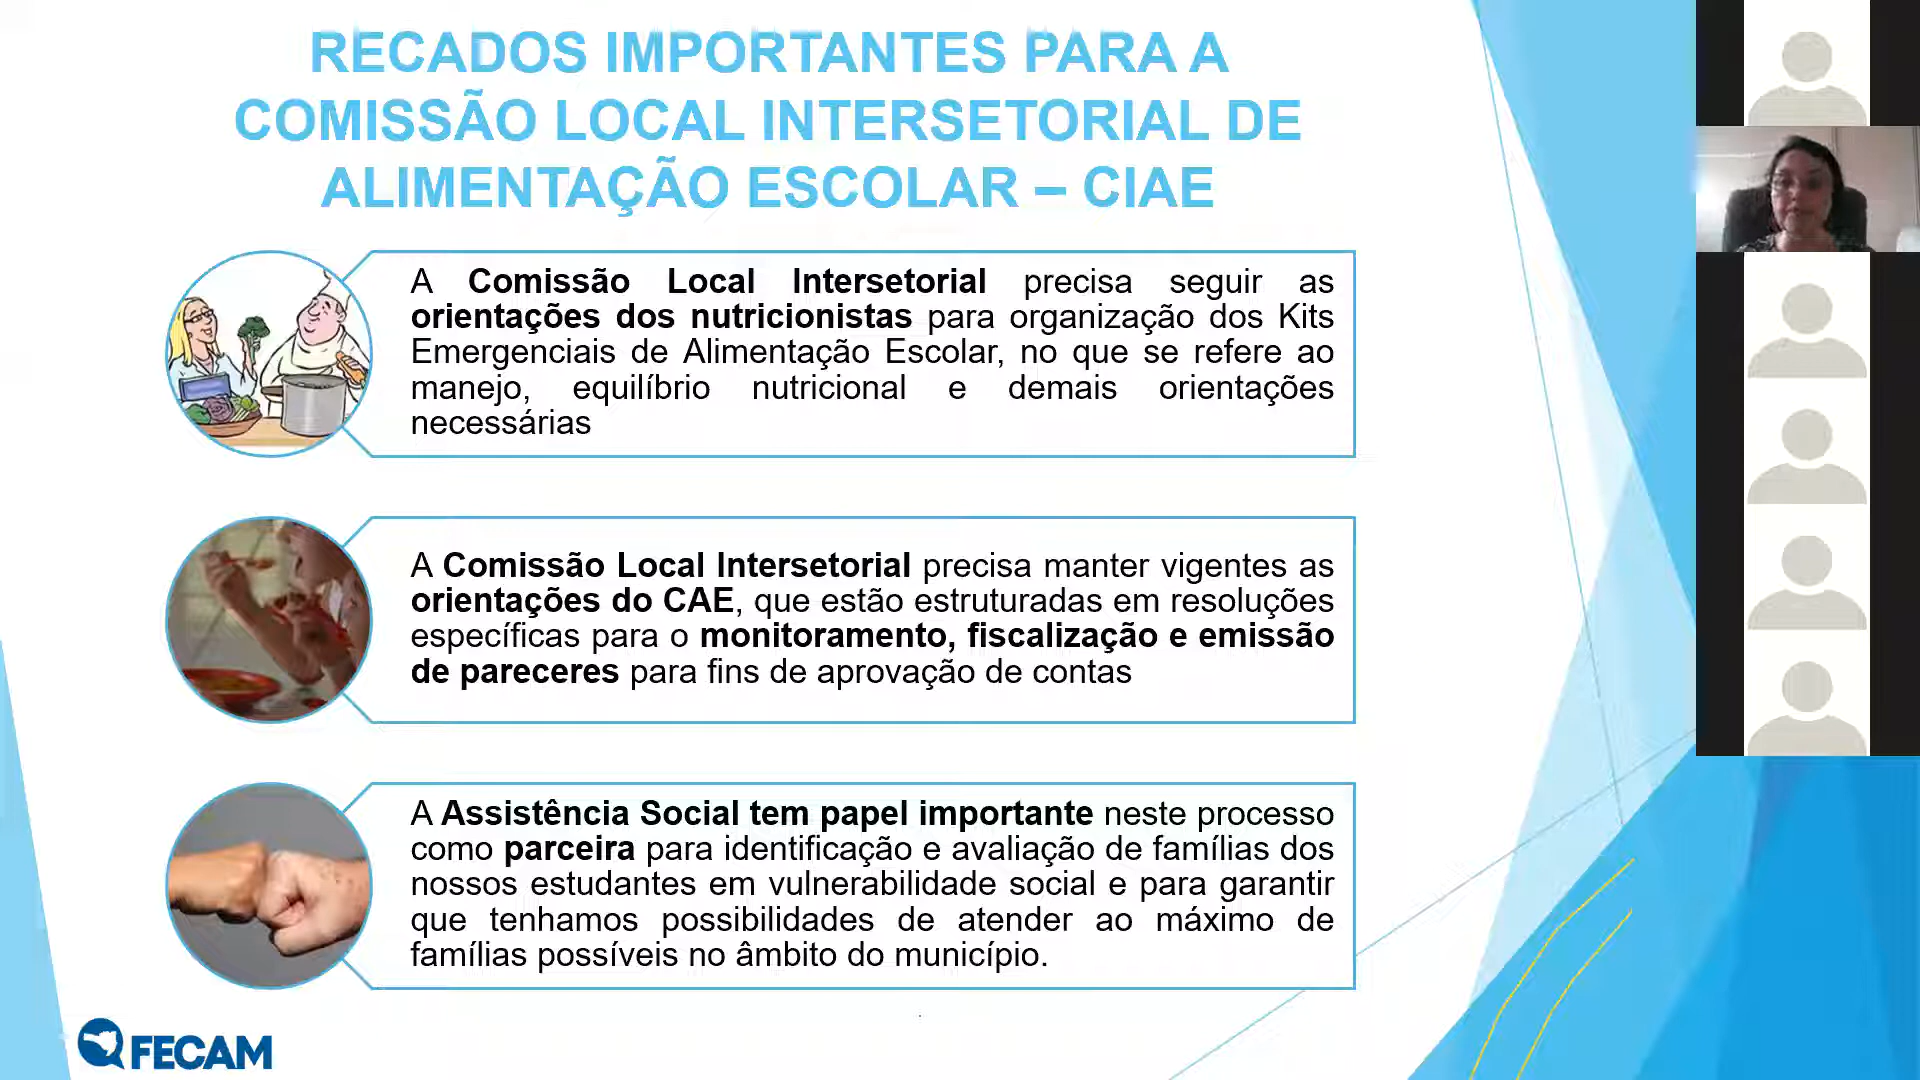 RECADOS IMPORTANTES PARA A
COMISSÃO LOCAL INTERSETORIAL DE
ALIMENTAÇÃO ESCOLAR – CIAE
A Comissão Local Intersetorial precisa seguir as
orientações dos nutricionistas para organização dos Kits
Emergenciais de Alimentação Escolar, no que se refere ao
manejo, equilíbrio nutricional e demais orientações
necessárias
A Comissão Local Intersetorial precisa manter vigentes as
orientações do CAE, que estão estruturadas em resoluções
específicas para o monitoramento, fiscalização e emissão
de pareceres para fins de aprovação de contas
A Assistência Social tem papel importante neste processo
como parceira para identificação e avaliação de famílias dos
nossos estudantes em vulnerabilidade social e para garantir
que tenhamos possibilidades de atender ao máximo de
famílias possíveis no âmbito do município.
FECAM